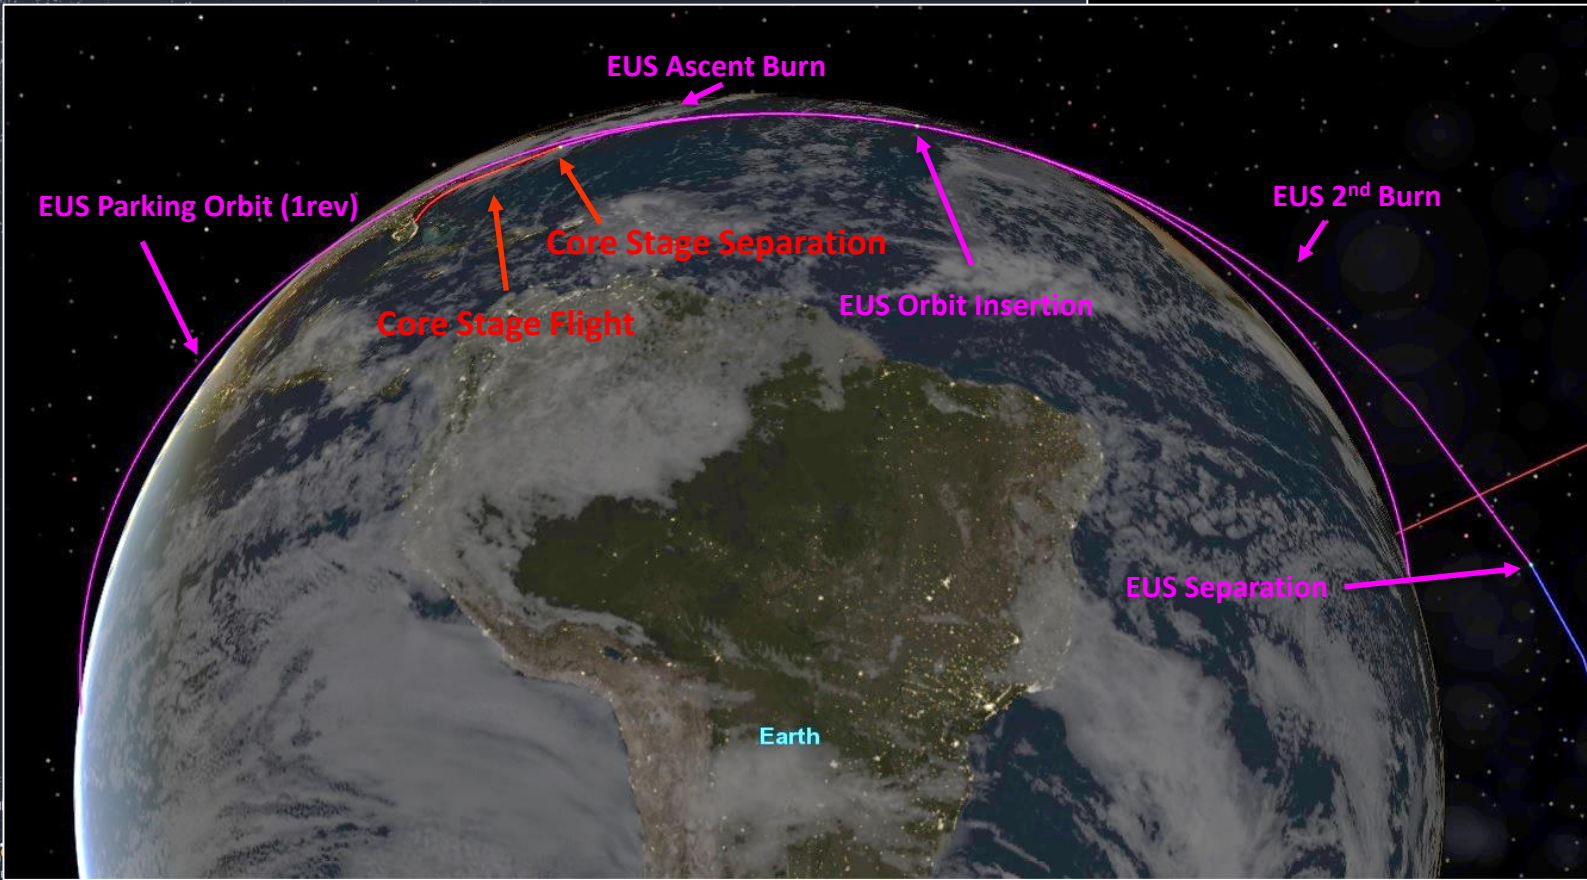 EUS Ascent Burn
EUS Parking Orbit (1rev)
EUS 2nd Burn
Core Stage Separation
EUS Orbit Insertion
Core Stage Flight
EUS Separation
Earth